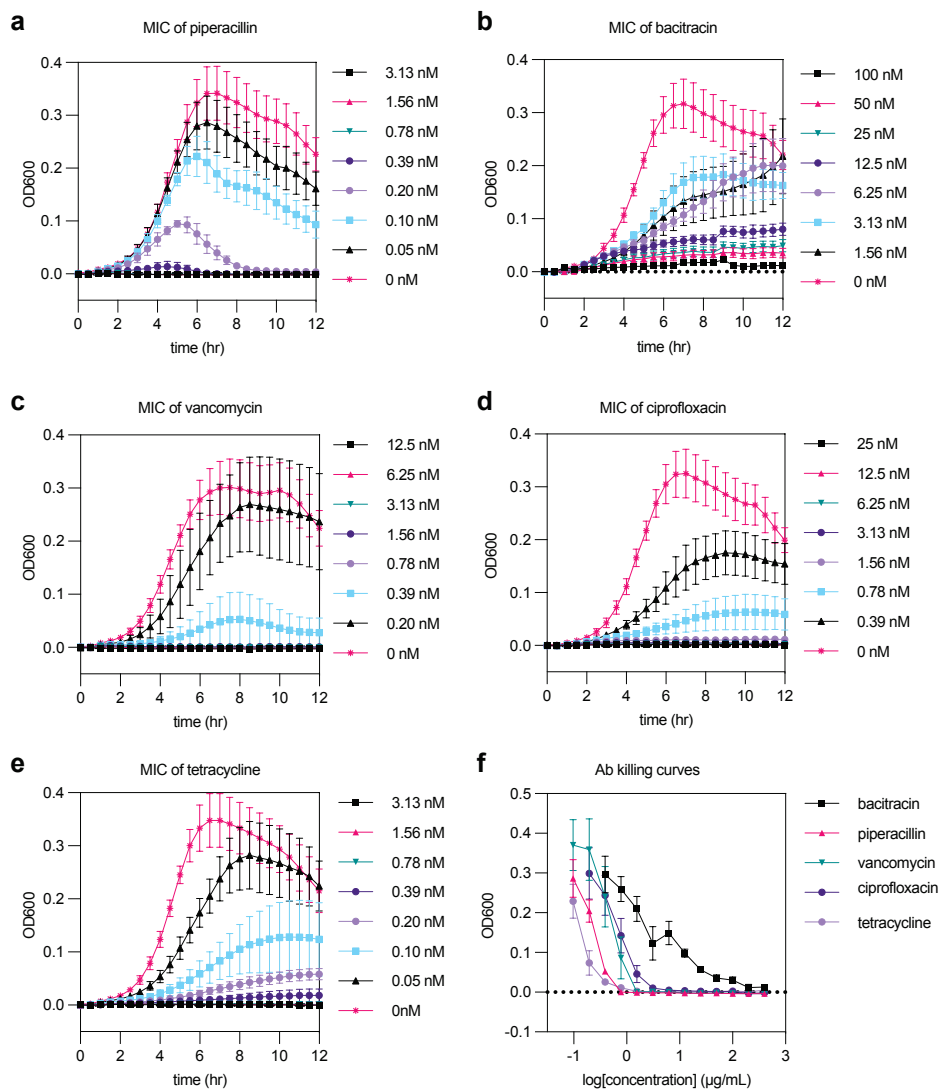 a
MIC of piperacillin
0.4
0.3
0.2
0.1
0.0
OD600
0 2 4 6 8 10 12
time (hr)
3.13 nM
1.56 nM
0.78 nM
0.39 nM
0.20 nM
0.10 nM
0.05 nM
0 nM
b
MIC of bacitracin
0.4
0.3
0.2
0.1
0.0
OD600
0 2 4 6 8 10 12
time (hr)
100 nM
50 nM
25 nM
12.5 nM
6.25 nM
3.13 nM
1.56 nM
0 nM
c
MIC of vancomycin
0.4
0.3
0.2
0.1
0.0
OD600
0 2 4 6 8 10 12
time (hr)
12.5 nM
6.25 nM
3.13 nM
1.56 nM
0.78 nM
0.39 nM
0.20 nM
0 nM
d
MIC of ciprofloxacin
0.4
0.3
0.2
0.1
0.0
OD600
0 2 4 6 8 10 12
time (hr)
25 nM
12.5 nM
6.25 nM
3.13 nM
1.56 nM
0.78 nM
0.39 nM
0 nM
e
MIC of tetracycline
0.4
0.3
0.2
0.1
0.0
OD600
0 2 4 6 8 10 12
time (hr)
3.13 nM
1.56 nM
0.78 nM
0.39 nM
0.20 nM
0.10 nM
0.05 nM
0nM
f
Ab killing curves
0.5
0.4
0.3
0.2
0.1
0.0
-0.1
OD600
-1 0 1 2 3
log[concentration] (μg/mL)
bacitracin
piperacillin
vancomycin
ciprofloxacin
tetracycline